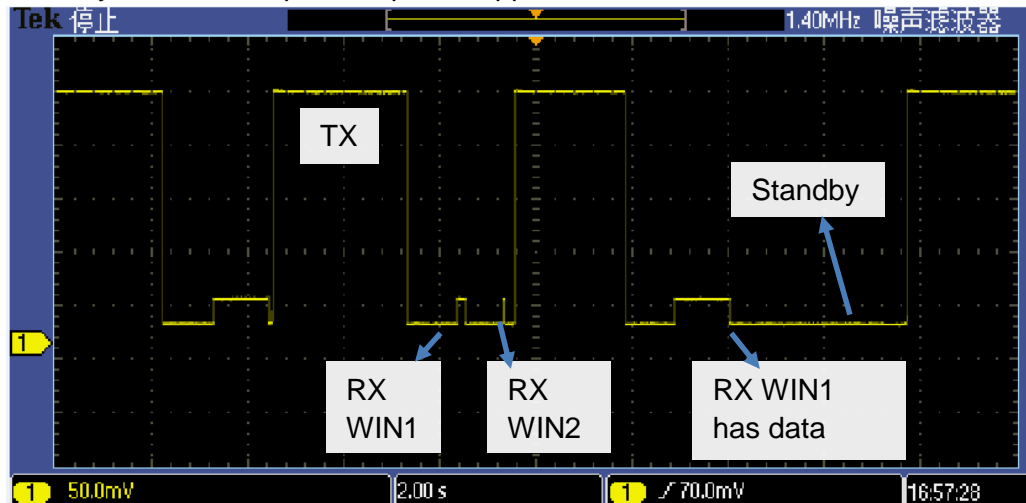 Tek 停止 1.40MHz 噪声滤波器
TX
Standby
1
RX
WIN1
RX
WIN2
RX WIN1
has data
1 50.0mV 2.00 s 1 70.0mV 16:57:28